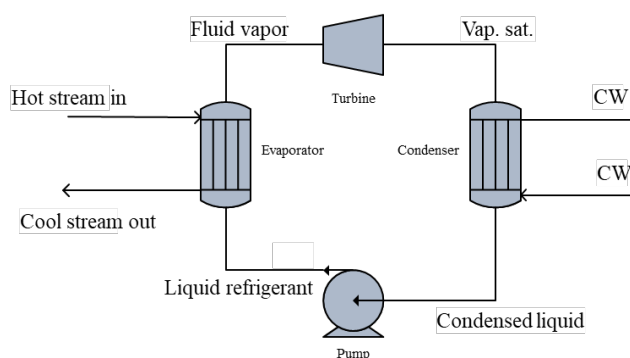 Fluid vapor
Vap. sat.
Turbine
Hot stream in
CW
Evaporator
Condenser
CW
Cool stream out
Liquid refrigerant
Condensed liquid
Pump